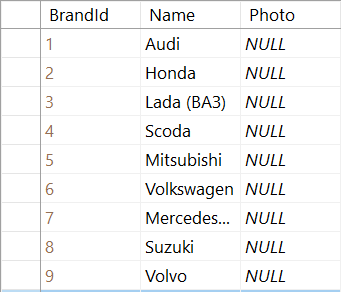 BrandId Name Photo
1 Audi NULL
2 Honda NULL
3 Lada (ВАЗ) NULL
4 Scoda NULL
5 Mitsubishi NULL
6 Volkswagen NULL
7 Mercedes... NULL
8 Suzuki NULL
9 Volvo NULL